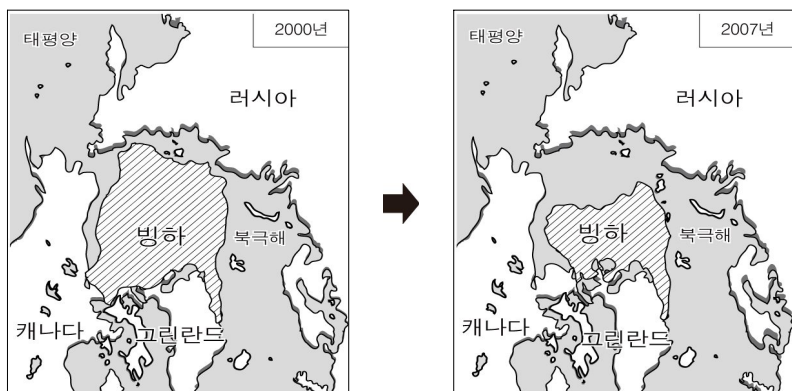 태평양
2000년
러시아
빙하
북극해
캐나다
그린란드
태평양
2007년
러시아
빙하
북극해
캐나다
그린란드